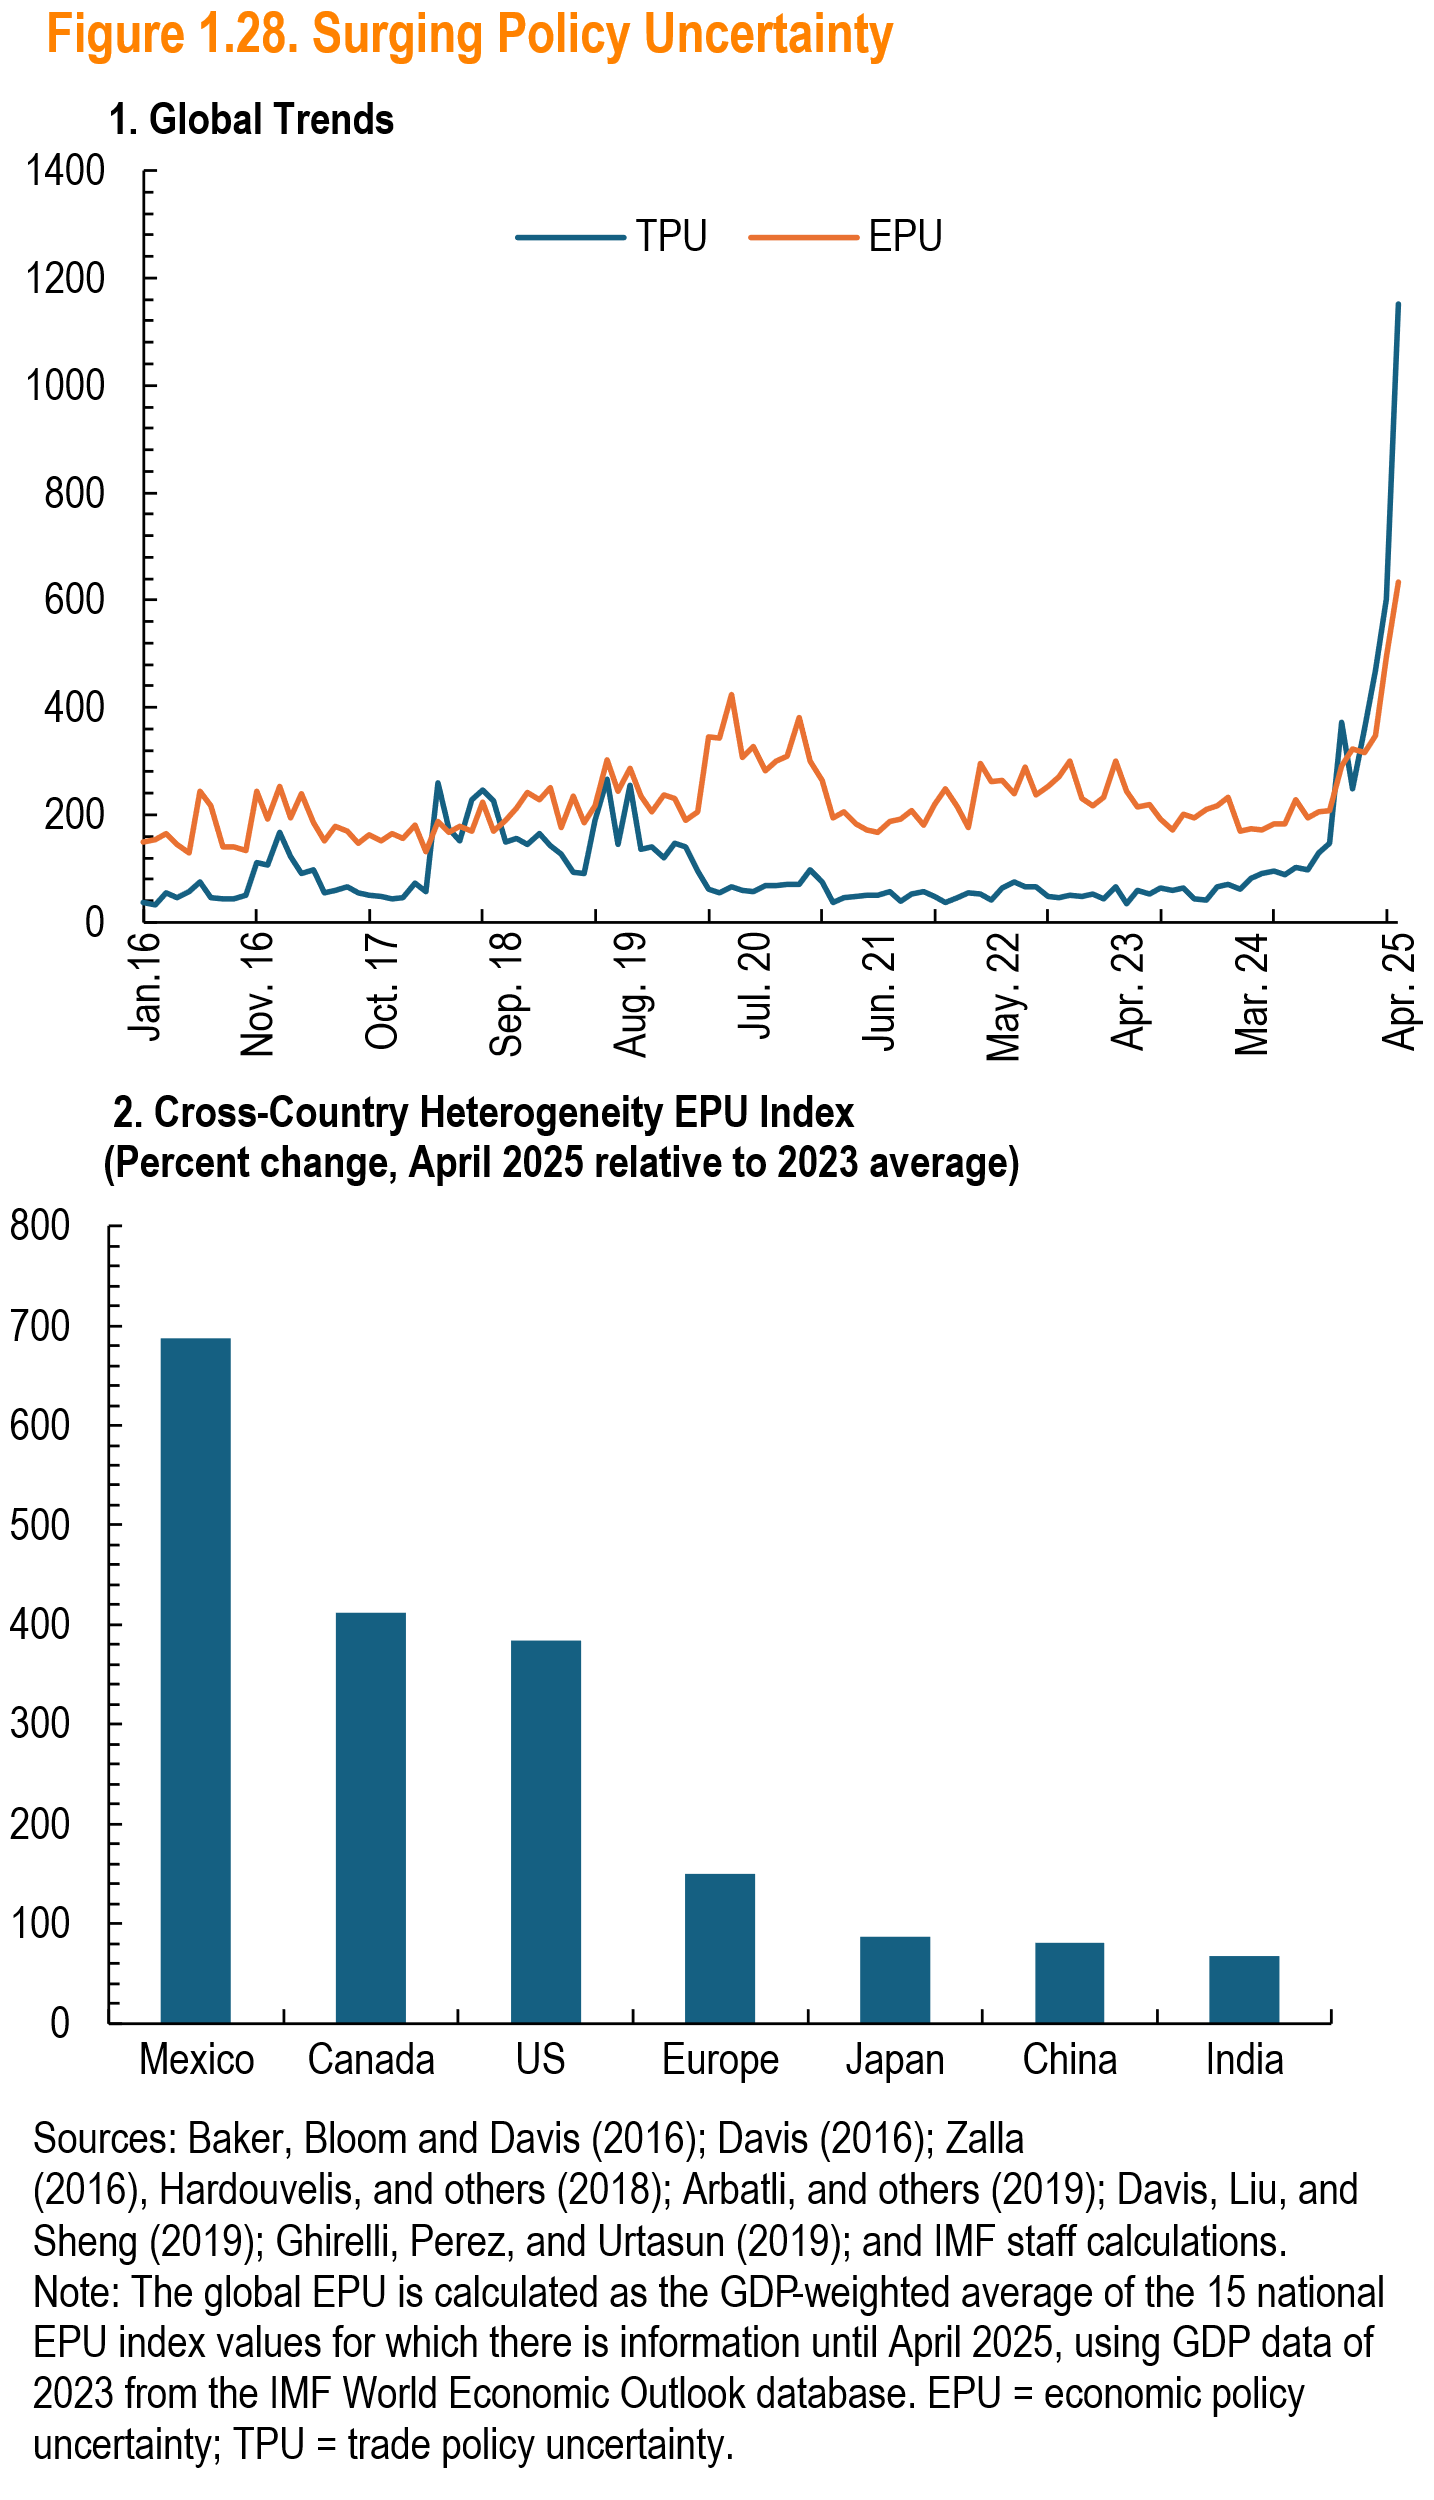 Figure 1.28. Surging Policy Uncertainty
1. Global Trends
1400
1200
1000
800
600
400
200
0
TPU
EPU
Jan.16
Nov. 16
Oct. 17
Sep. 18
Aug. 19
Jul. 20
Jun. 21
May. 22
Apr. 23
Mar. 24
Apr. 25
2. Cross-Country Heterogeneity EPU Index
(Percent change, April 2025 relative to 2023 average)
800
700
600
500
400
300
200
100
0
Mexico
Canada
US
Europe
Japan
China
India
Sources: Baker, Bloom and Davis (2016); Davis (2016); Zalla
(2016), Hardouvelis, and others (2018); Arbatli, and others (2019); Davis, Liu, and
Sheng (2019); Ghirelli, Perez, and Urtasun (2019); and IMF staff calculations.
Note: The global EPU is calculated as the GDP-weighted average of the 15 national
EPU index values for which there is information until April 2025, using GDP data of
2023 from the IMF World Economic Outlook database. EPU = economic policy
uncertainty; TPU = trade policy uncertainty.